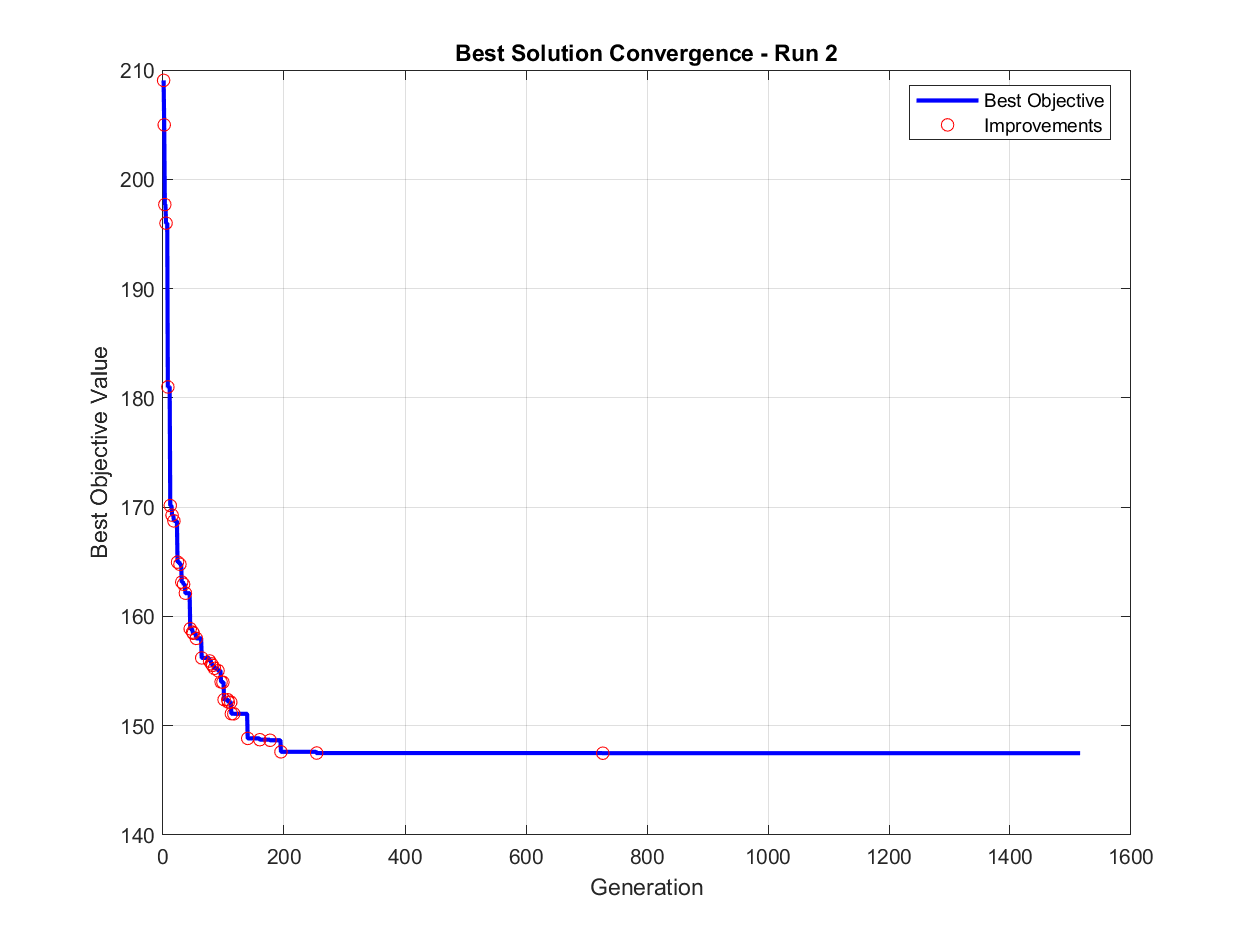 Best Solution Convergence - Run 2
Best Objective
Improvements
Best Objective Value
210
200
190
180
170
160
150
140
0 200 400 600 800 1000 1200 1400 1600
Generation